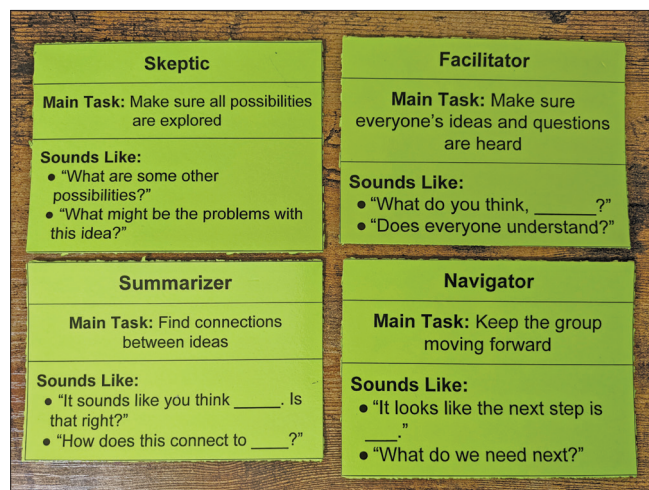 Skeptic
Main Task: Make sure all possibilities
are explored
Sounds Like:
● “What are some other
possibilities?”
● “What might be the problems with
this idea?”
Facilitator
Main Task: Make sure
everyone’s ideas and questions
are heard
Sounds Like:
● “What do you think, ______?”
● “Does everyone understand?”
Summarizer
Main Task: Find connections
between ideas
Sounds Like:
● “It sounds like you think _____. Is
that right?”
● “How does this connect to ____?”
Navigator
Main Task: Keep the group
moving forward
Sounds Like:
● “It looks like the next step is
___.”
● “What do we need next?”